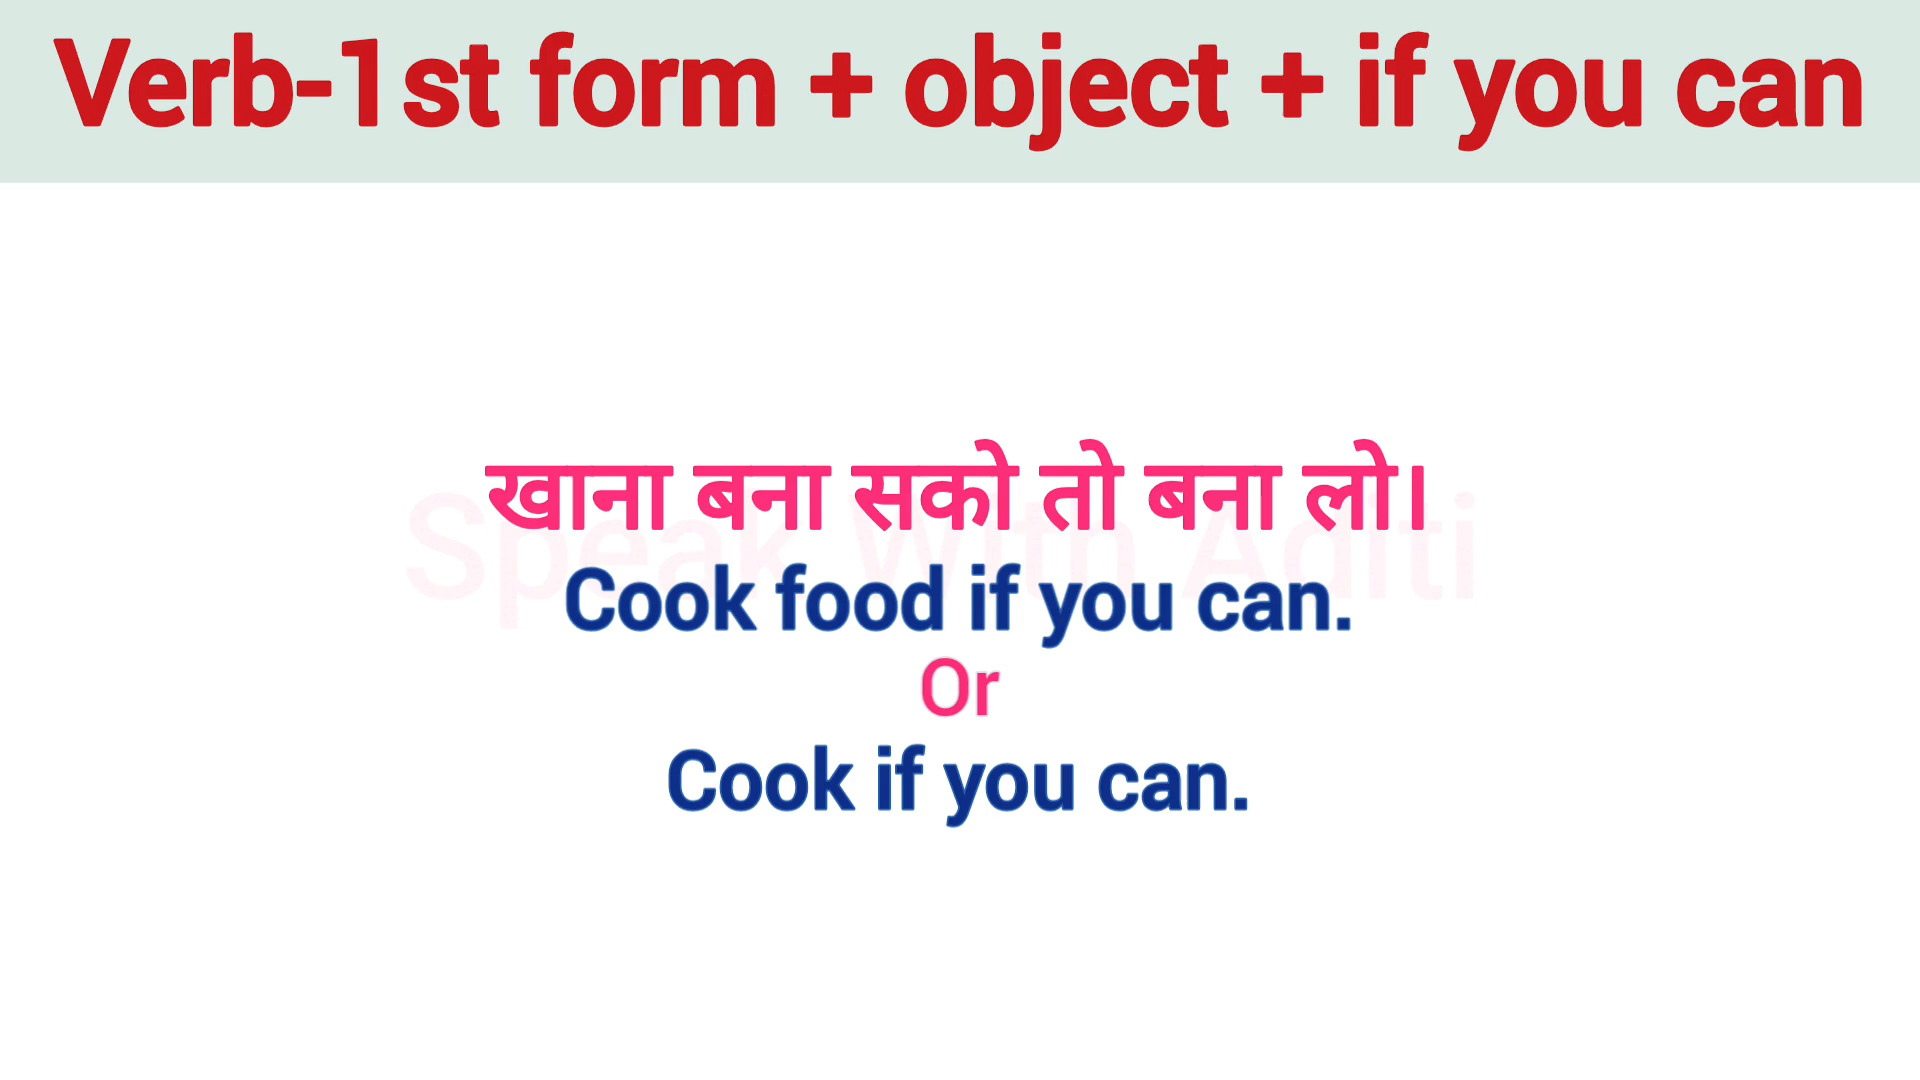 Verb-1st form + object + if you can
खाना बना सको तो बना लो।
Speak With Aditi
Cook food if you can.
Or
Cook if you can.